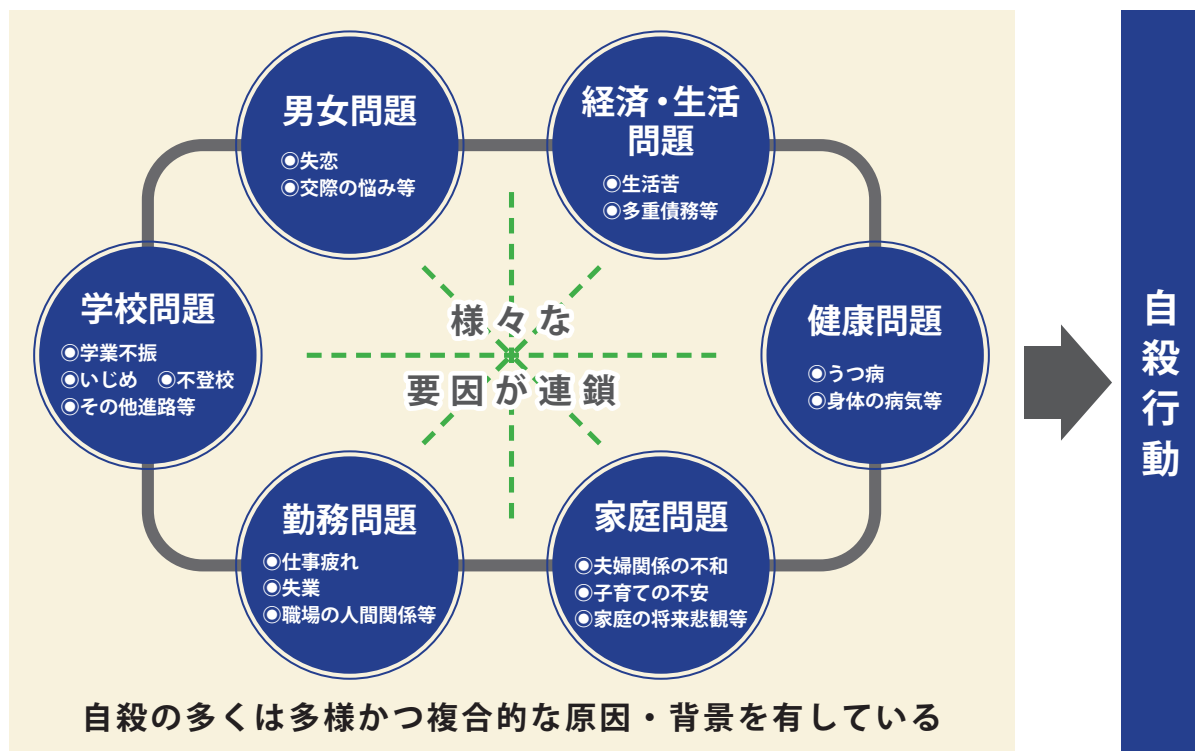 男女問題
◉失恋
◉交際の悩み等
経済・生活
問題
◉生活苦
◉多重債務等
学校問題
◉学業不振
◉いじめ　◉不登校
◉その他進路等
様々な
要因が連鎖
健康問題
◉うつ病
◉身体の病気等
勤務問題
◉仕事疲れ
◉失業
◉職場の人間関係等
家庭問題
◉夫婦関係の不和
◉子育ての不安
◉家庭の将来悲観等
自殺の多くは多様かつ複合的な原因・背景を有している
自殺行動